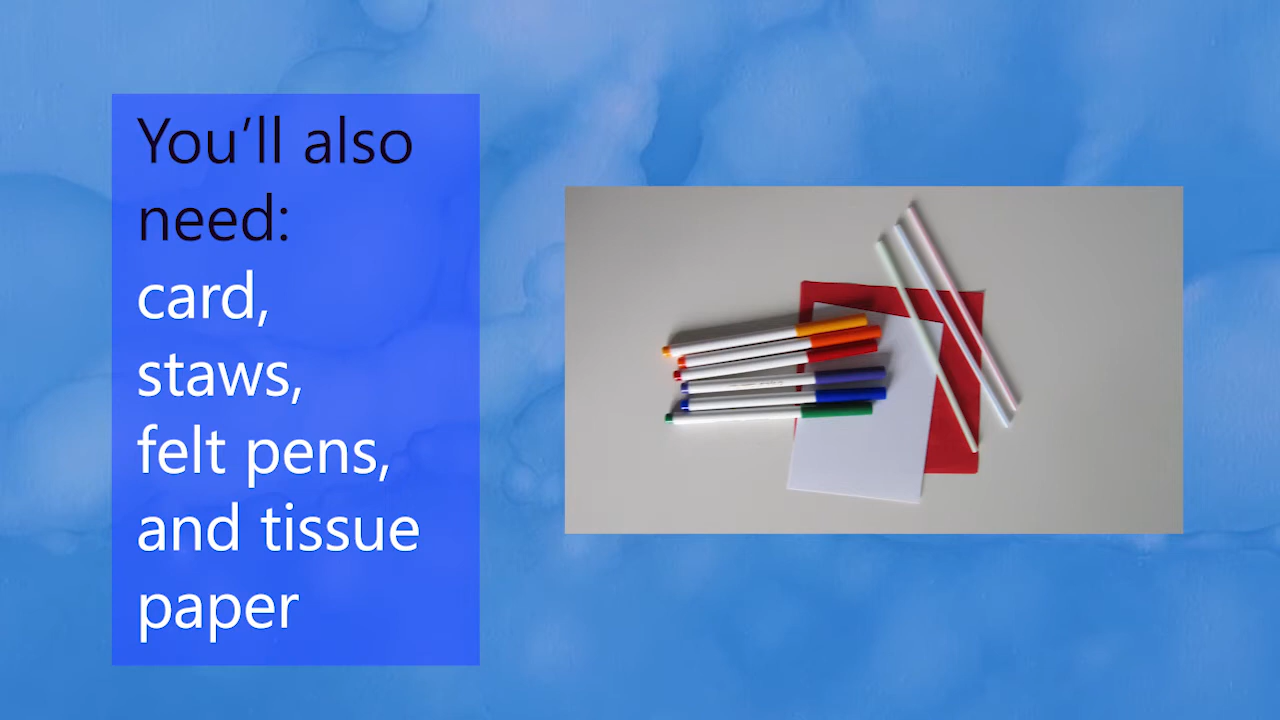 You’ll also
need:
card,
staws,
felt pens,
and tissue
paper